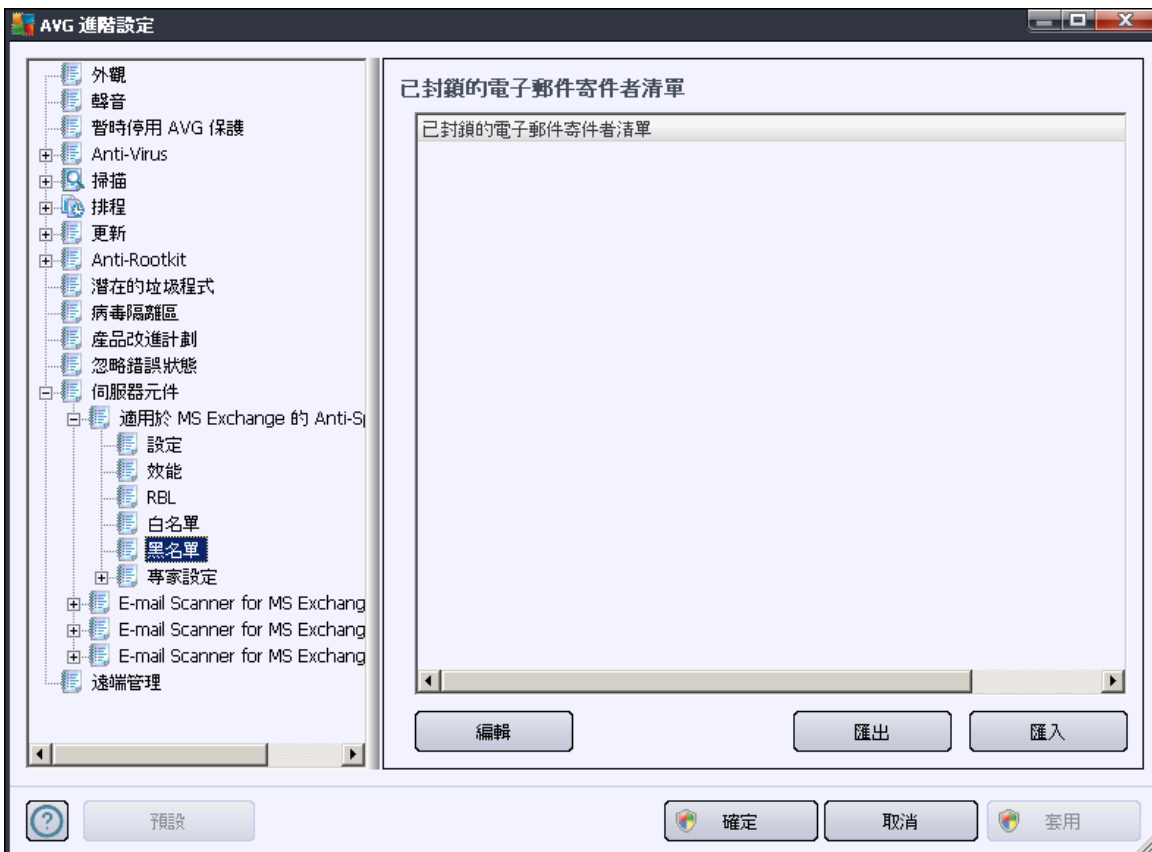 AVG 進階設定
外觀
聲音
暫時停用 AVG 保護
Anti-Virus
掃描
排程
更新
Anti-Rootkit
潛在的垃圾程式
病毒隔離區
產品改進計劃
忽略錯誤狀態
伺服器元件
適用於 MS Exchange 的 Anti-Sp
設定
效能
RBL
白名單
黑名單
專家設定
E-mail Scanner for MS Exchang
E-mail Scanner for MS Exchang
E-mail Scanner for MS Exchang
遠端管理
已封鎖的電子郵件寄件者清單
已封鎖的電子郵件寄件者清單
編輯
匯出
匯入
預設
確定
取消
套用